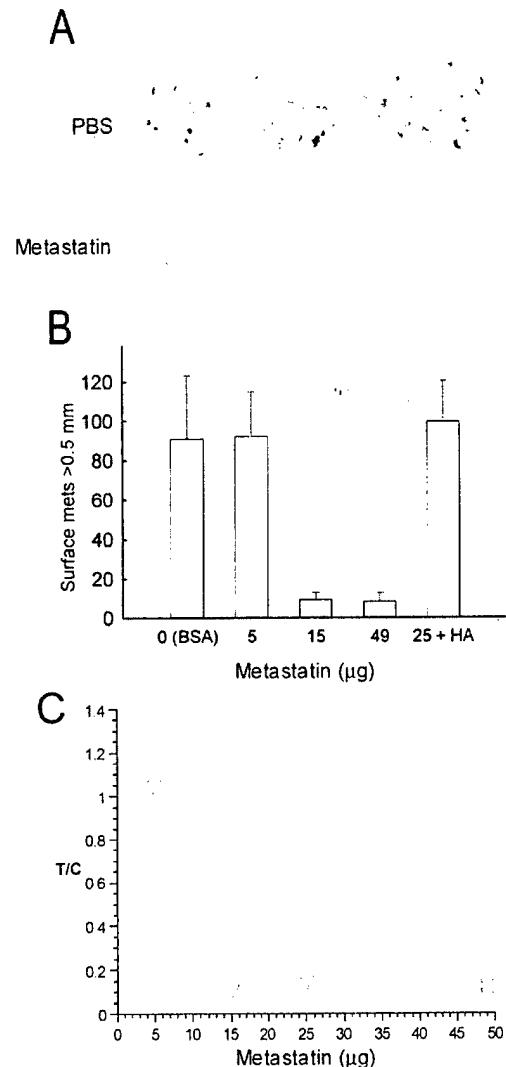 A
PBS
Metastatin
B
Surface mets >0.5 mm
120
100
80
60
40
20
0
0 (BSA) 5 15 49 25 + HA
Metastatin (µg)
C
T/C
1.4
1.2
1
0.8
0.6
0.4
0.2
0
0 5 10 15 20 25 30 35 40 45 50
Metastatin (µg)